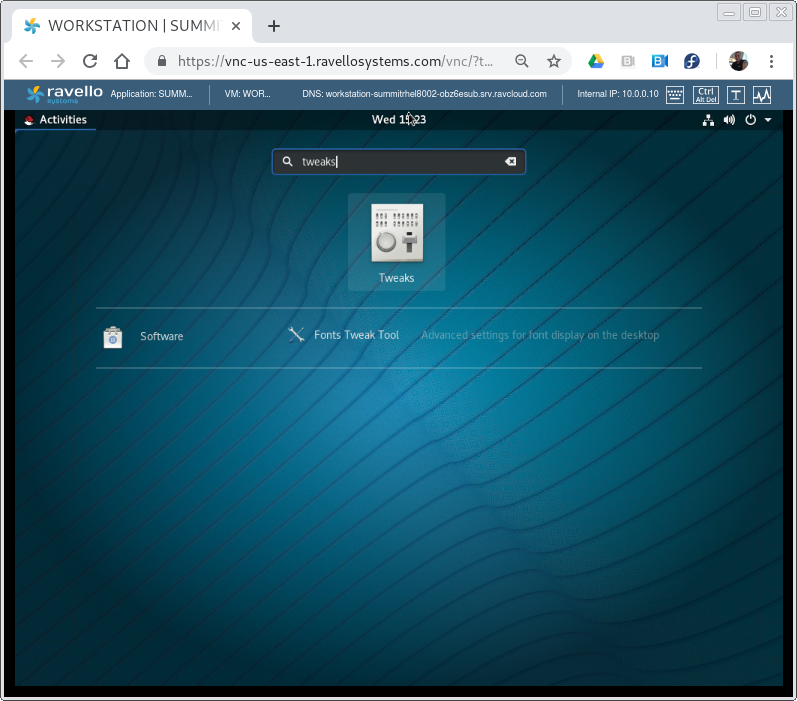 WORKSTATION | SUMMI
https://vnc-us-east-1.ravellosystems.com/vnc/?t...
ravello
systems
Application: SUMM...
VM: WOR...
DNS: workstation-summitrhel8002-obz6esub.srv.ravcloud.com
Internal IP: 10.0.0.10
Ctrl
Alt Del
T
Activities
Wed 15:23
tweaks
Tweaks
Software
Fonts Tweak Tool
Advanced settings for font display on the desktop